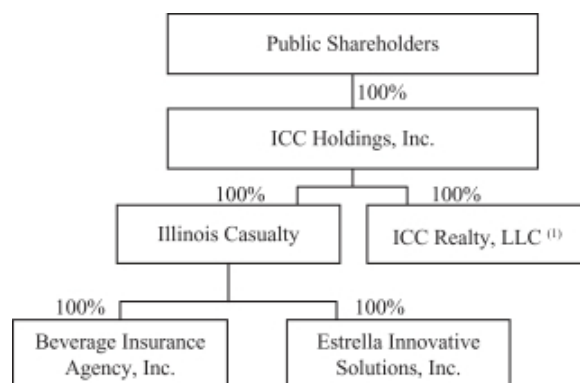 Public Shareholders
100%
ICC Holdings, Inc.
100% 100%
Illinois Casualty
ICC Realty, LLC (1)
100% 100%
Beverage Insurance
Agency, Inc.
Estrella Innovative
Solutions, Inc.